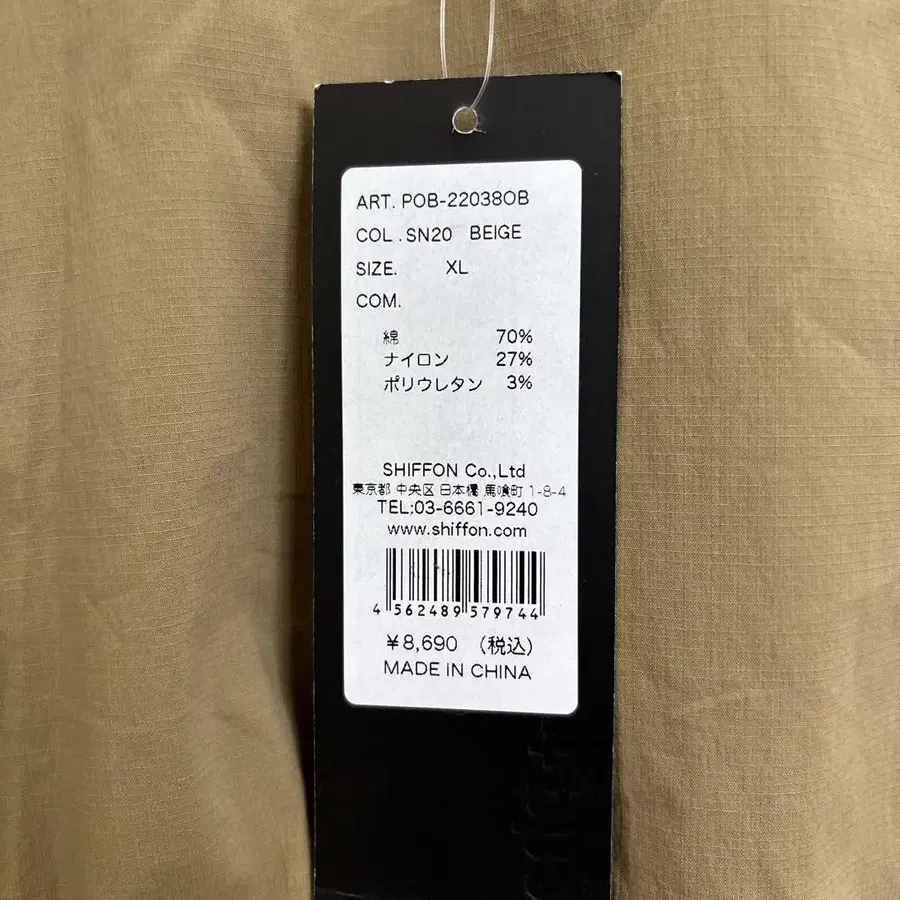 ART. POB-22038OB
COL .SN20 BEIGE
SIZE. XL
COM.
綿 70%
ナイロン 27%
ポリウレタン 3%
SHIFFON Co.,Ltd
東京都 中央区 日本橋 馬喰町 1-8-4
TEL:03-6661-9240
www.shiffon.com
4 562489 579744
¥8,690 (税込)
MADE IN CHINA